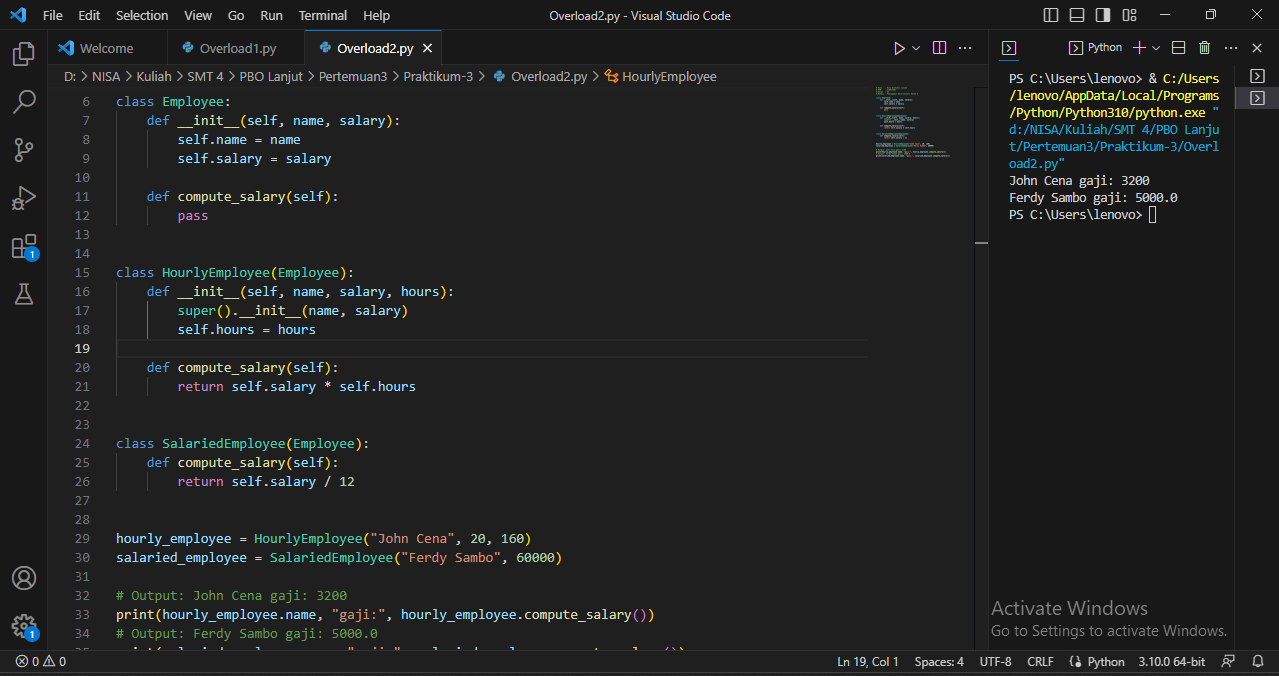 File Edit Selection View Go Run Terminal Help Overload2.py - Visual Studio Code
Welcome Overload1.py Overload2.py
D: > NISA > Kuliah > SMT 4 > PBO Lanjut > Pertemuan3 > Praktikum-3 > Overload2.py > HourlyEmployee
6 class Employee:
7     def __init__(self, name, salary):
8         self.name = name
9         self.salary = salary
10
11     def compute_salary(self):
12         pass
13
14
15 class HourlyEmployee(Employee):
16     def __init__(self, name, salary, hours):
17         super().__init__(name, salary)
18         self.hours = hours
19
20     def compute_salary(self):
21         return self.salary * self.hours
22
23
24 class SalariedEmployee(Employee):
25     def compute_salary(self):
26         return self.salary / 12
27
28
29 hourly_employee = HourlyEmployee("John Cena", 20, 160)
30 salaried_employee = SalariedEmployee("Ferdy Sambo", 60000)
31
32 # Output: John Cena gaji: 3200
33 print(hourly_employee.name, "gaji:", hourly_employee.compute_salary())
34 # Output: Ferdy Sambo gaji: 5000.0
Python
PS C:\Users\lenovo> & C:/Users
/lenovo/AppData/Local/Programs
/Python/Python310/python.exe "
d:/NISA/Kuliah/SMT 4/PBO Lanju
t/Pertemuan3/Praktikum-3/Overl
oad2.py"
John Cena gaji: 3200
Ferdy Sambo gaji: 5000.0
PS C:\Users\lenovo>
Activate Windows
Go to Settings to activate Windows.
1
1
0 0 Ln 19, Col 1 Spaces: 4 UTF-8 CRLF Python 3.10.0 64-bit